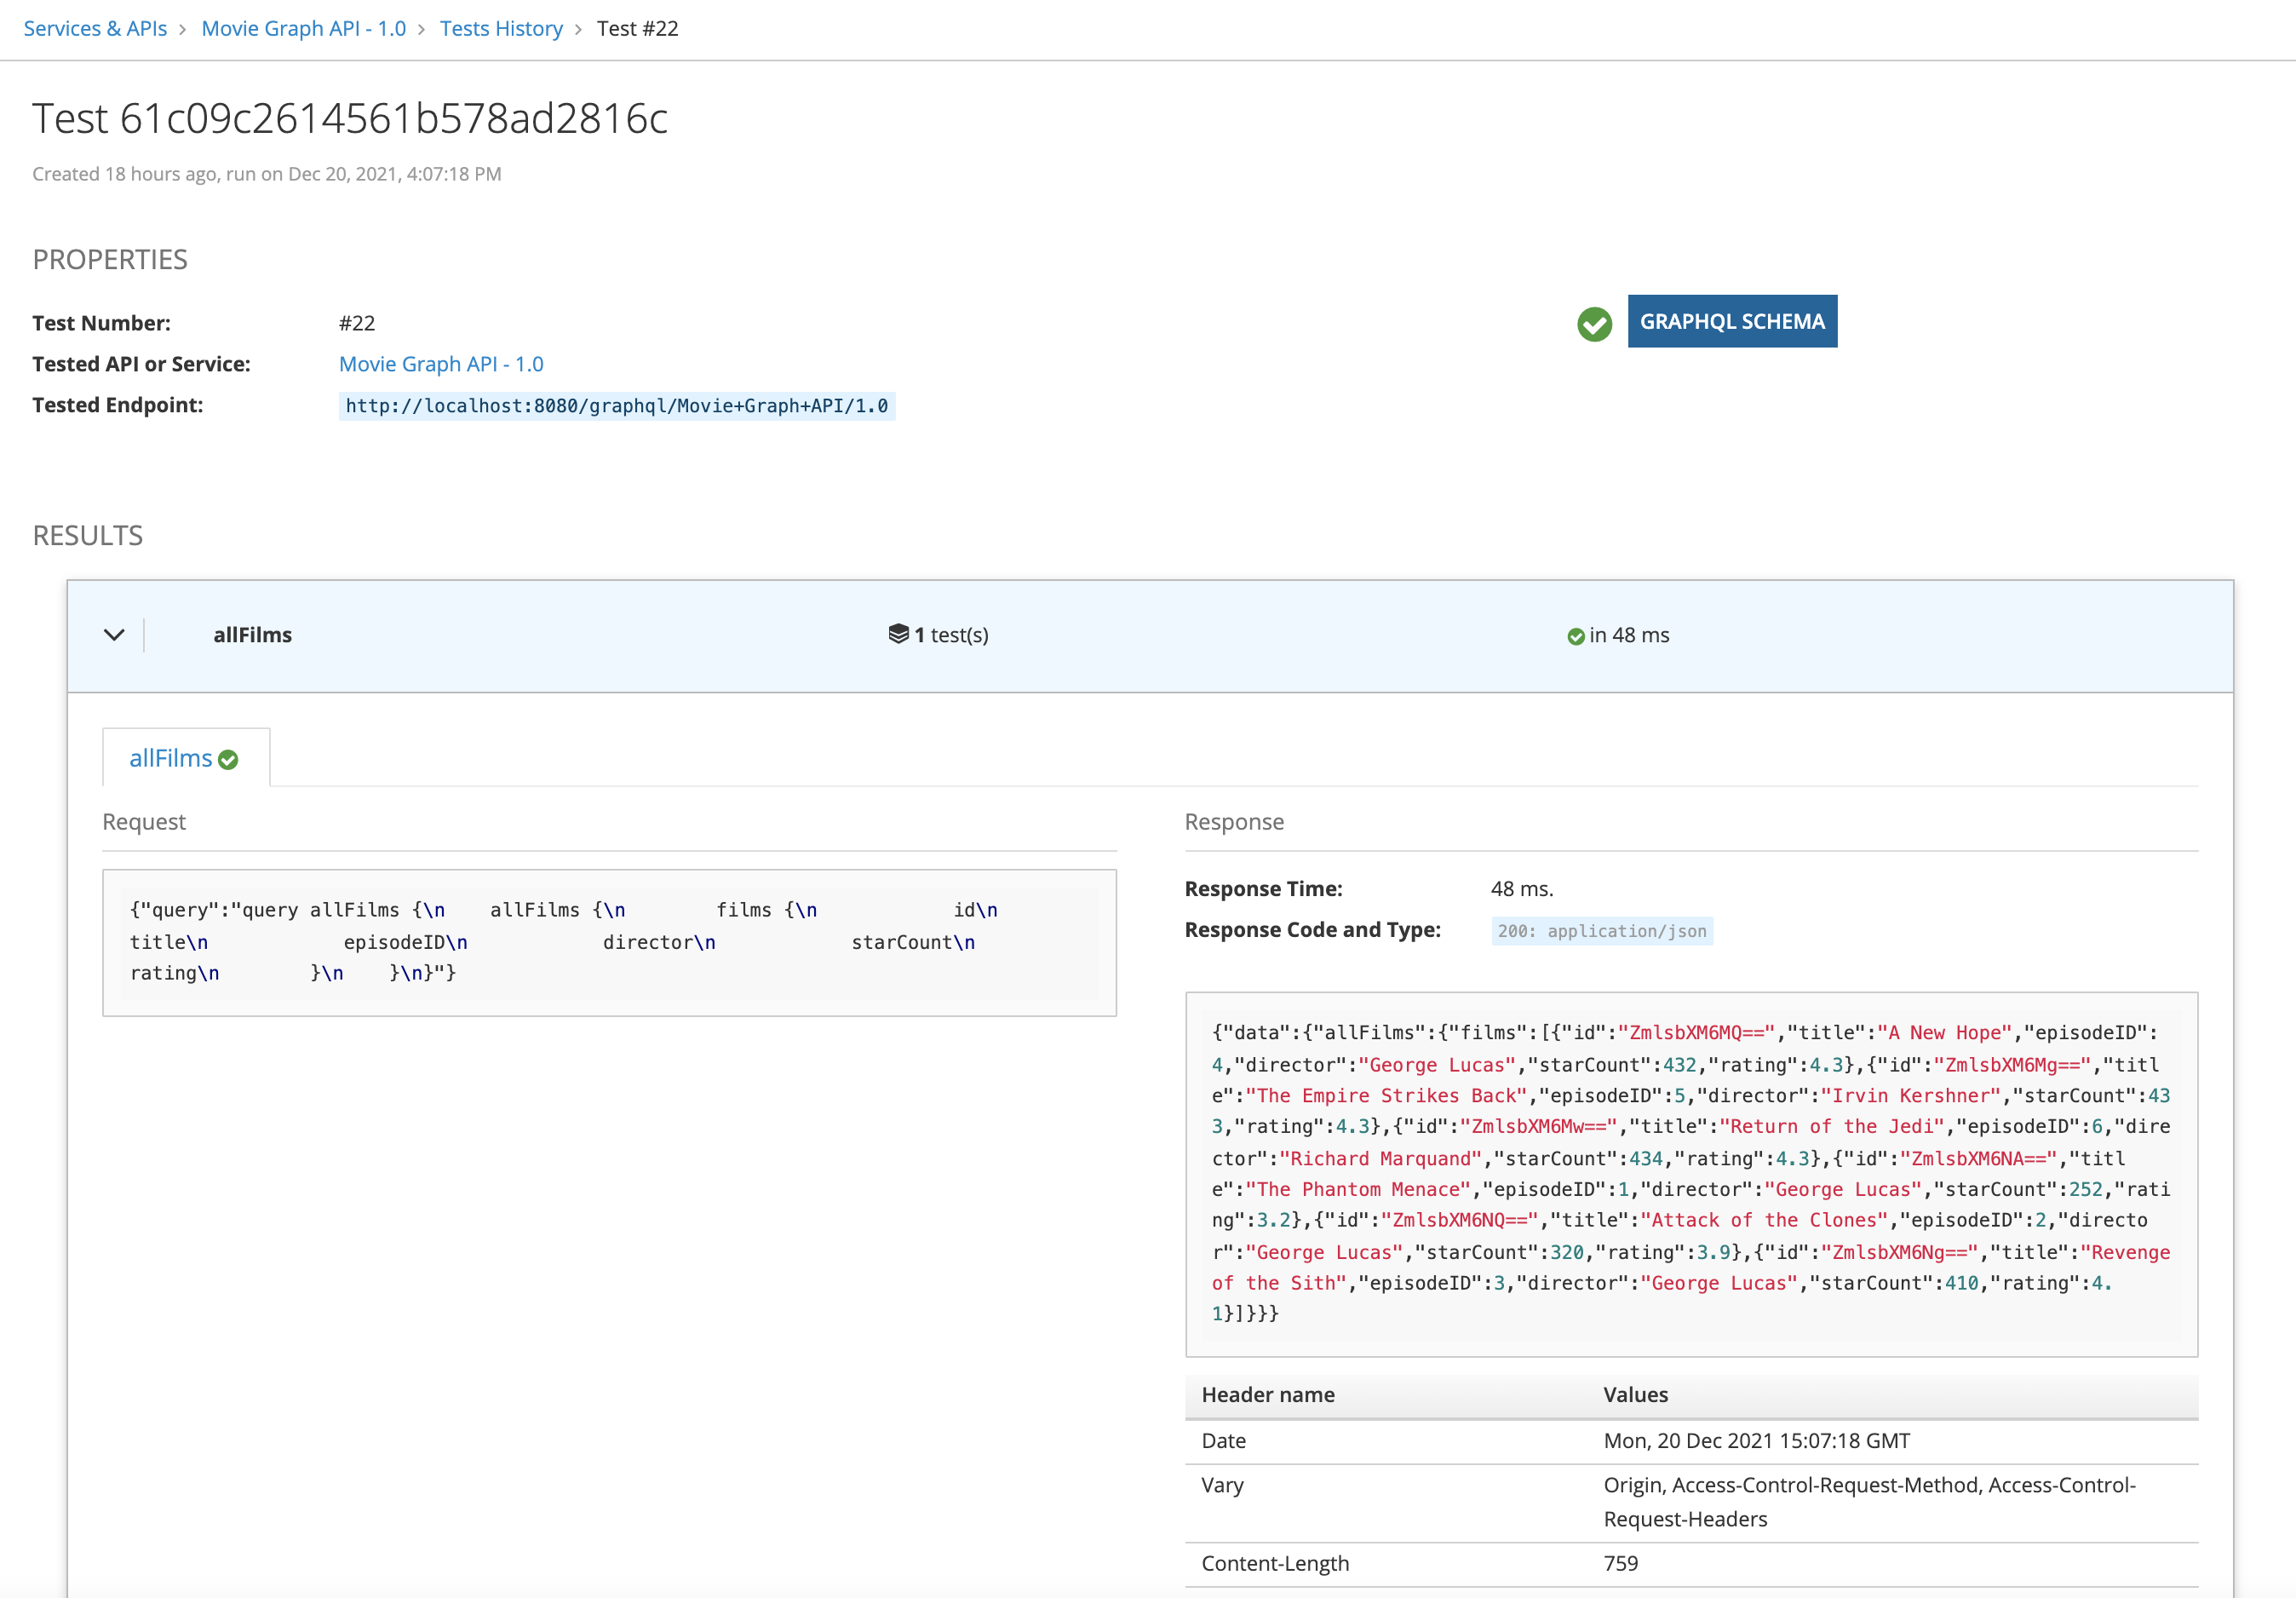 Services & APIs > Movie Graph API - 1.0 > Tests History > Test #22
Test 61c09c2614561b578ad2816c
Created 18 hours ago, run on Dec 20, 2021, 4:07:18 PM
PROPERTIES
Test Number: #22
GRAPHQL SCHEMA
Tested API or Service: Movie Graph API - 1.0
Tested Endpoint: http://localhost:8080/graphql/Movie+Graph+API/1.0
RESULTS
allFilms 1 test(s) in 48 ms
allFilms
Request
{"query":"query allFilms {\n    allFilms {\n        films {\n            id\n
title\n            episodeID\n            director\n            starCount\n
rating\n        }\n    }\n}"}
Response
Response Time: 48 ms.
Response Code and Type: 200: application/json
{"data":{"allFilms":{"films":[{"id":"ZmlsbXM6MQ==","title":"A New Hope","episodeID":
4,"director":"George Lucas","starCount":432,"rating":4.3},{"id":"ZmlsbXM6Mg==","titl
e":"The Empire Strikes Back","episodeID":5,"director":"Irvin Kershner","starCount":43
3,"rating":4.3},{"id":"ZmlsbXM6Mw==","title":"Return of the Jedi","episodeID":6,"dire
ctor":"Richard Marquand","starCount":434,"rating":4.3},{"id":"ZmlsbXM6NA==","titl
e":"The Phantom Menace","episodeID":1,"director":"George Lucas","starCount":252,"rati
ng":3.2},{"id":"ZmlsbXM6NQ==","title":"Attack of the Clones","episodeID":2,"directo
r":"George Lucas","starCount":320,"rating":3.9},{"id":"ZmlsbXM6Ng==","title":"Revenge
of the Sith","episodeID":3,"director":"George Lucas","starCount":410,"rating":4.
1}]}}}
Header name Values
Date Mon, 20 Dec 2021 15:07:18 GMT
Vary Origin, Access-Control-Request-Method, Access-Control-
Request-Headers
Content-Length 759